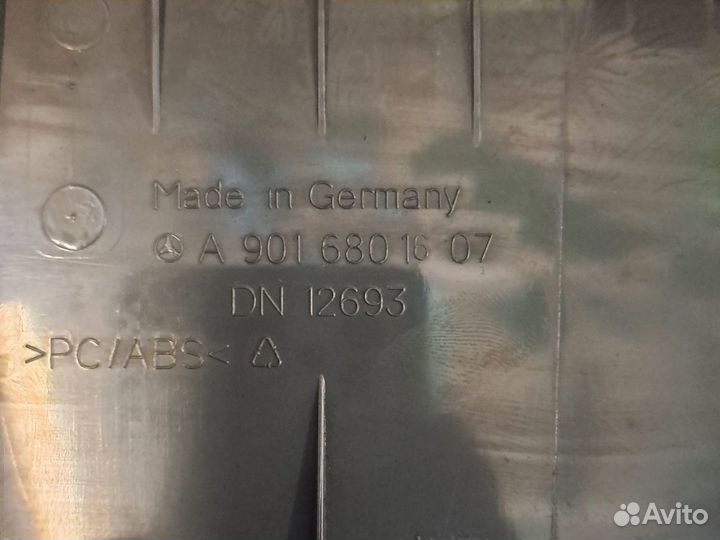 Made in Germany
A 901 680 16 07
DN 12693
>PC/ABS<
Avito